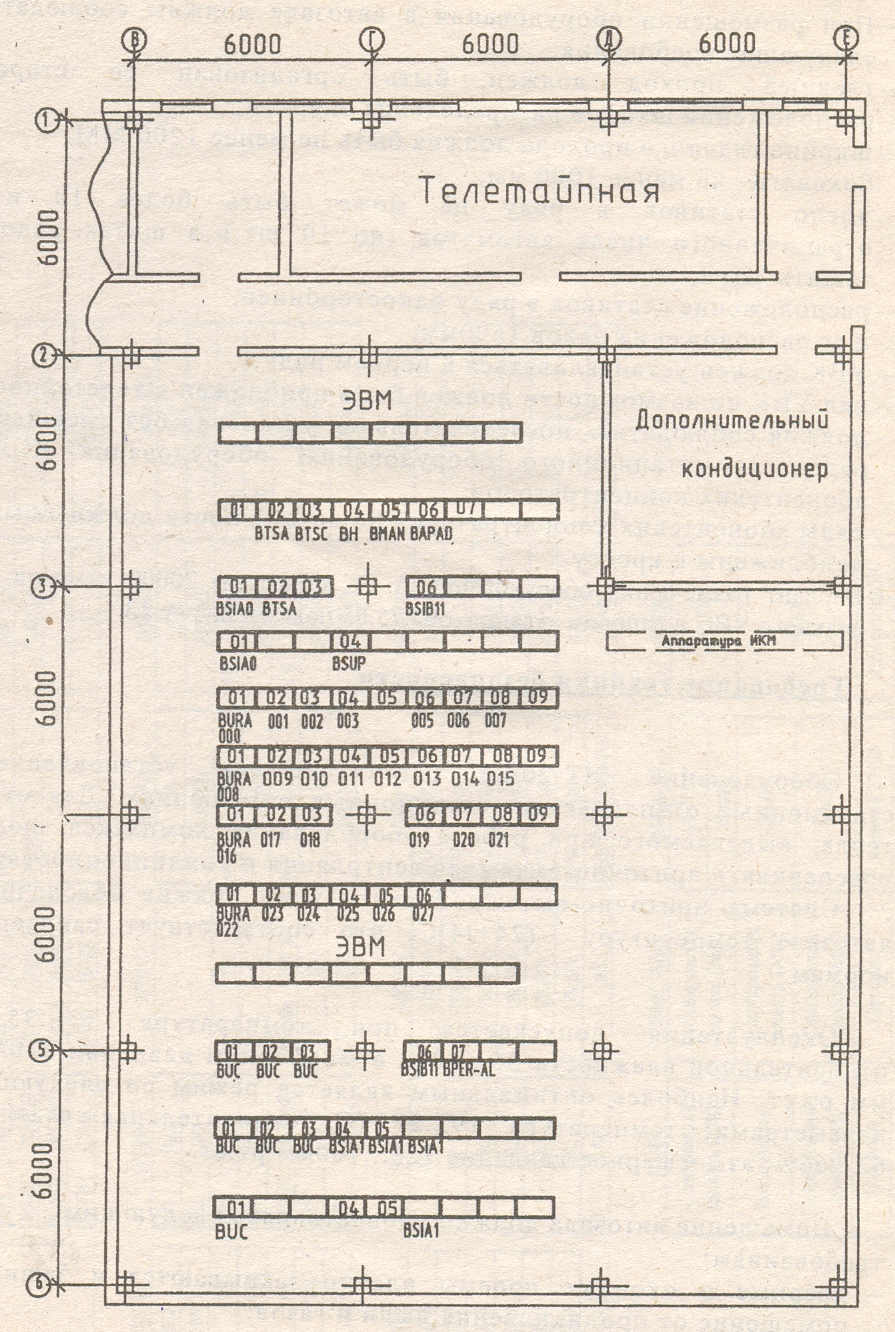 В Г Д Е
6000 6000 6000
1
Телетайпная
6000
2
ЭВМ
Дополнительный
кондиционер
6000
01 02 03 04 05 06 07
BTSA BTSC BH BMAN BAPAD
3
01 02 03 06
BSIA0 BTSA BSIB11
01 04
Аппаратура ИКМ
BSIA0 BSUP
6000
01 02 03 04 05 06 07 08 09
BURA 001 002 003 005 006 007
000
01 02 03 04 05 06 07 08 09
BURA 009 010 011 012 013 014 015
008
01 02 03 06 07 08 09
BURA 017 018 019 020 021
016
01 02 03 04 05 06
BURA 023 024 025 026 027
022
6000
ЭВМ
5
01 02 03 06 07
BUC BUC BUC BSIB11 BPER-AL
01 02 03 04 05
BUC BUC BUC BSIA1 BSIA1 BSIA1
6000
01 04 05
BUC BSIA1
6